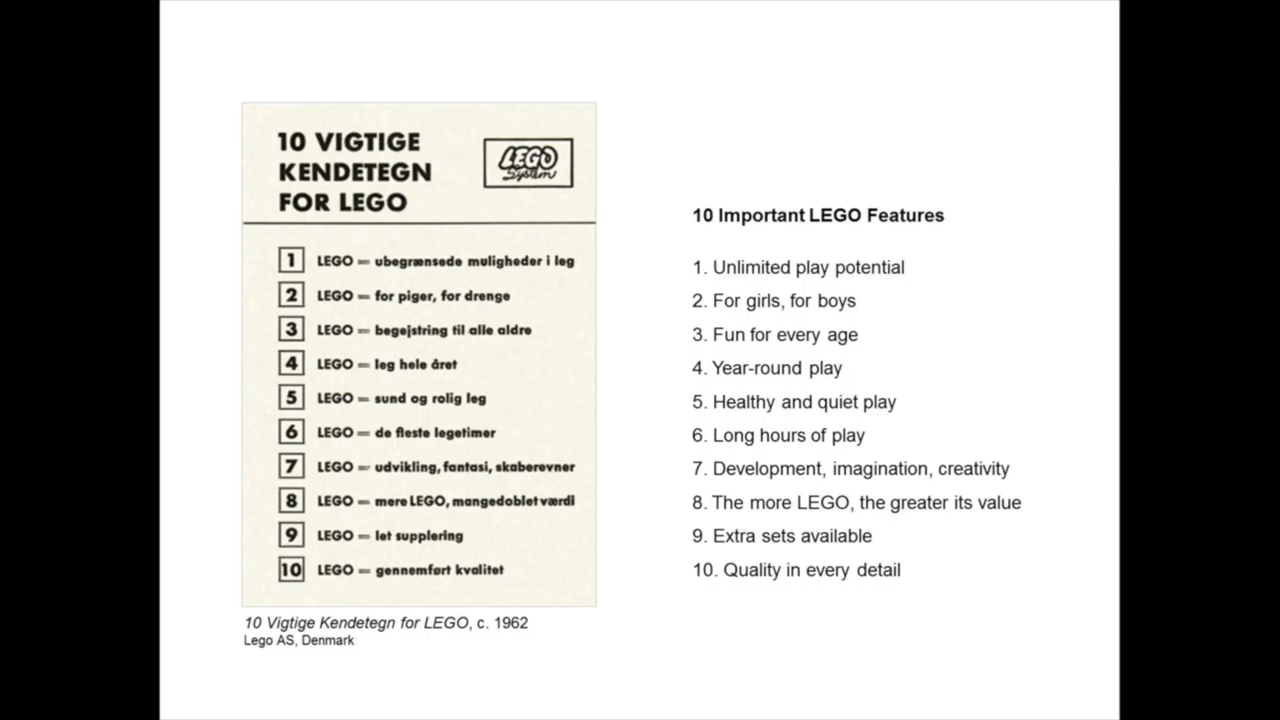 10 VIGTIGE
KENDETEGN
FOR LEGO
LEGO
System
1 LEGO = ubegrænsede muligheder i leg
2 LEGO = for piger, for drenge
3 LEGO = begejstring til alle aldre
4 LEGO = leg hele året
5 LEGO = sund og rolig leg
6 LEGO = de fleste legetimer
7 LEGO = udvikling, fantasi, skaberevner
8 LEGO = mere LEGO, mangedoblet værdi
9 LEGO = let supplering
10 LEGO = gennemført kvalitet
10 Vigtige Kendetegn for LEGO, c. 1962
Lego AS, Denmark
10 Important LEGO Features
1. Unlimited play potential
2. For girls, for boys
3. Fun for every age
4. Year-round play
5. Healthy and quiet play
6. Long hours of play
7. Development, imagination, creativity
8. The more LEGO, the greater its value
9. Extra sets available
10. Quality in every detail